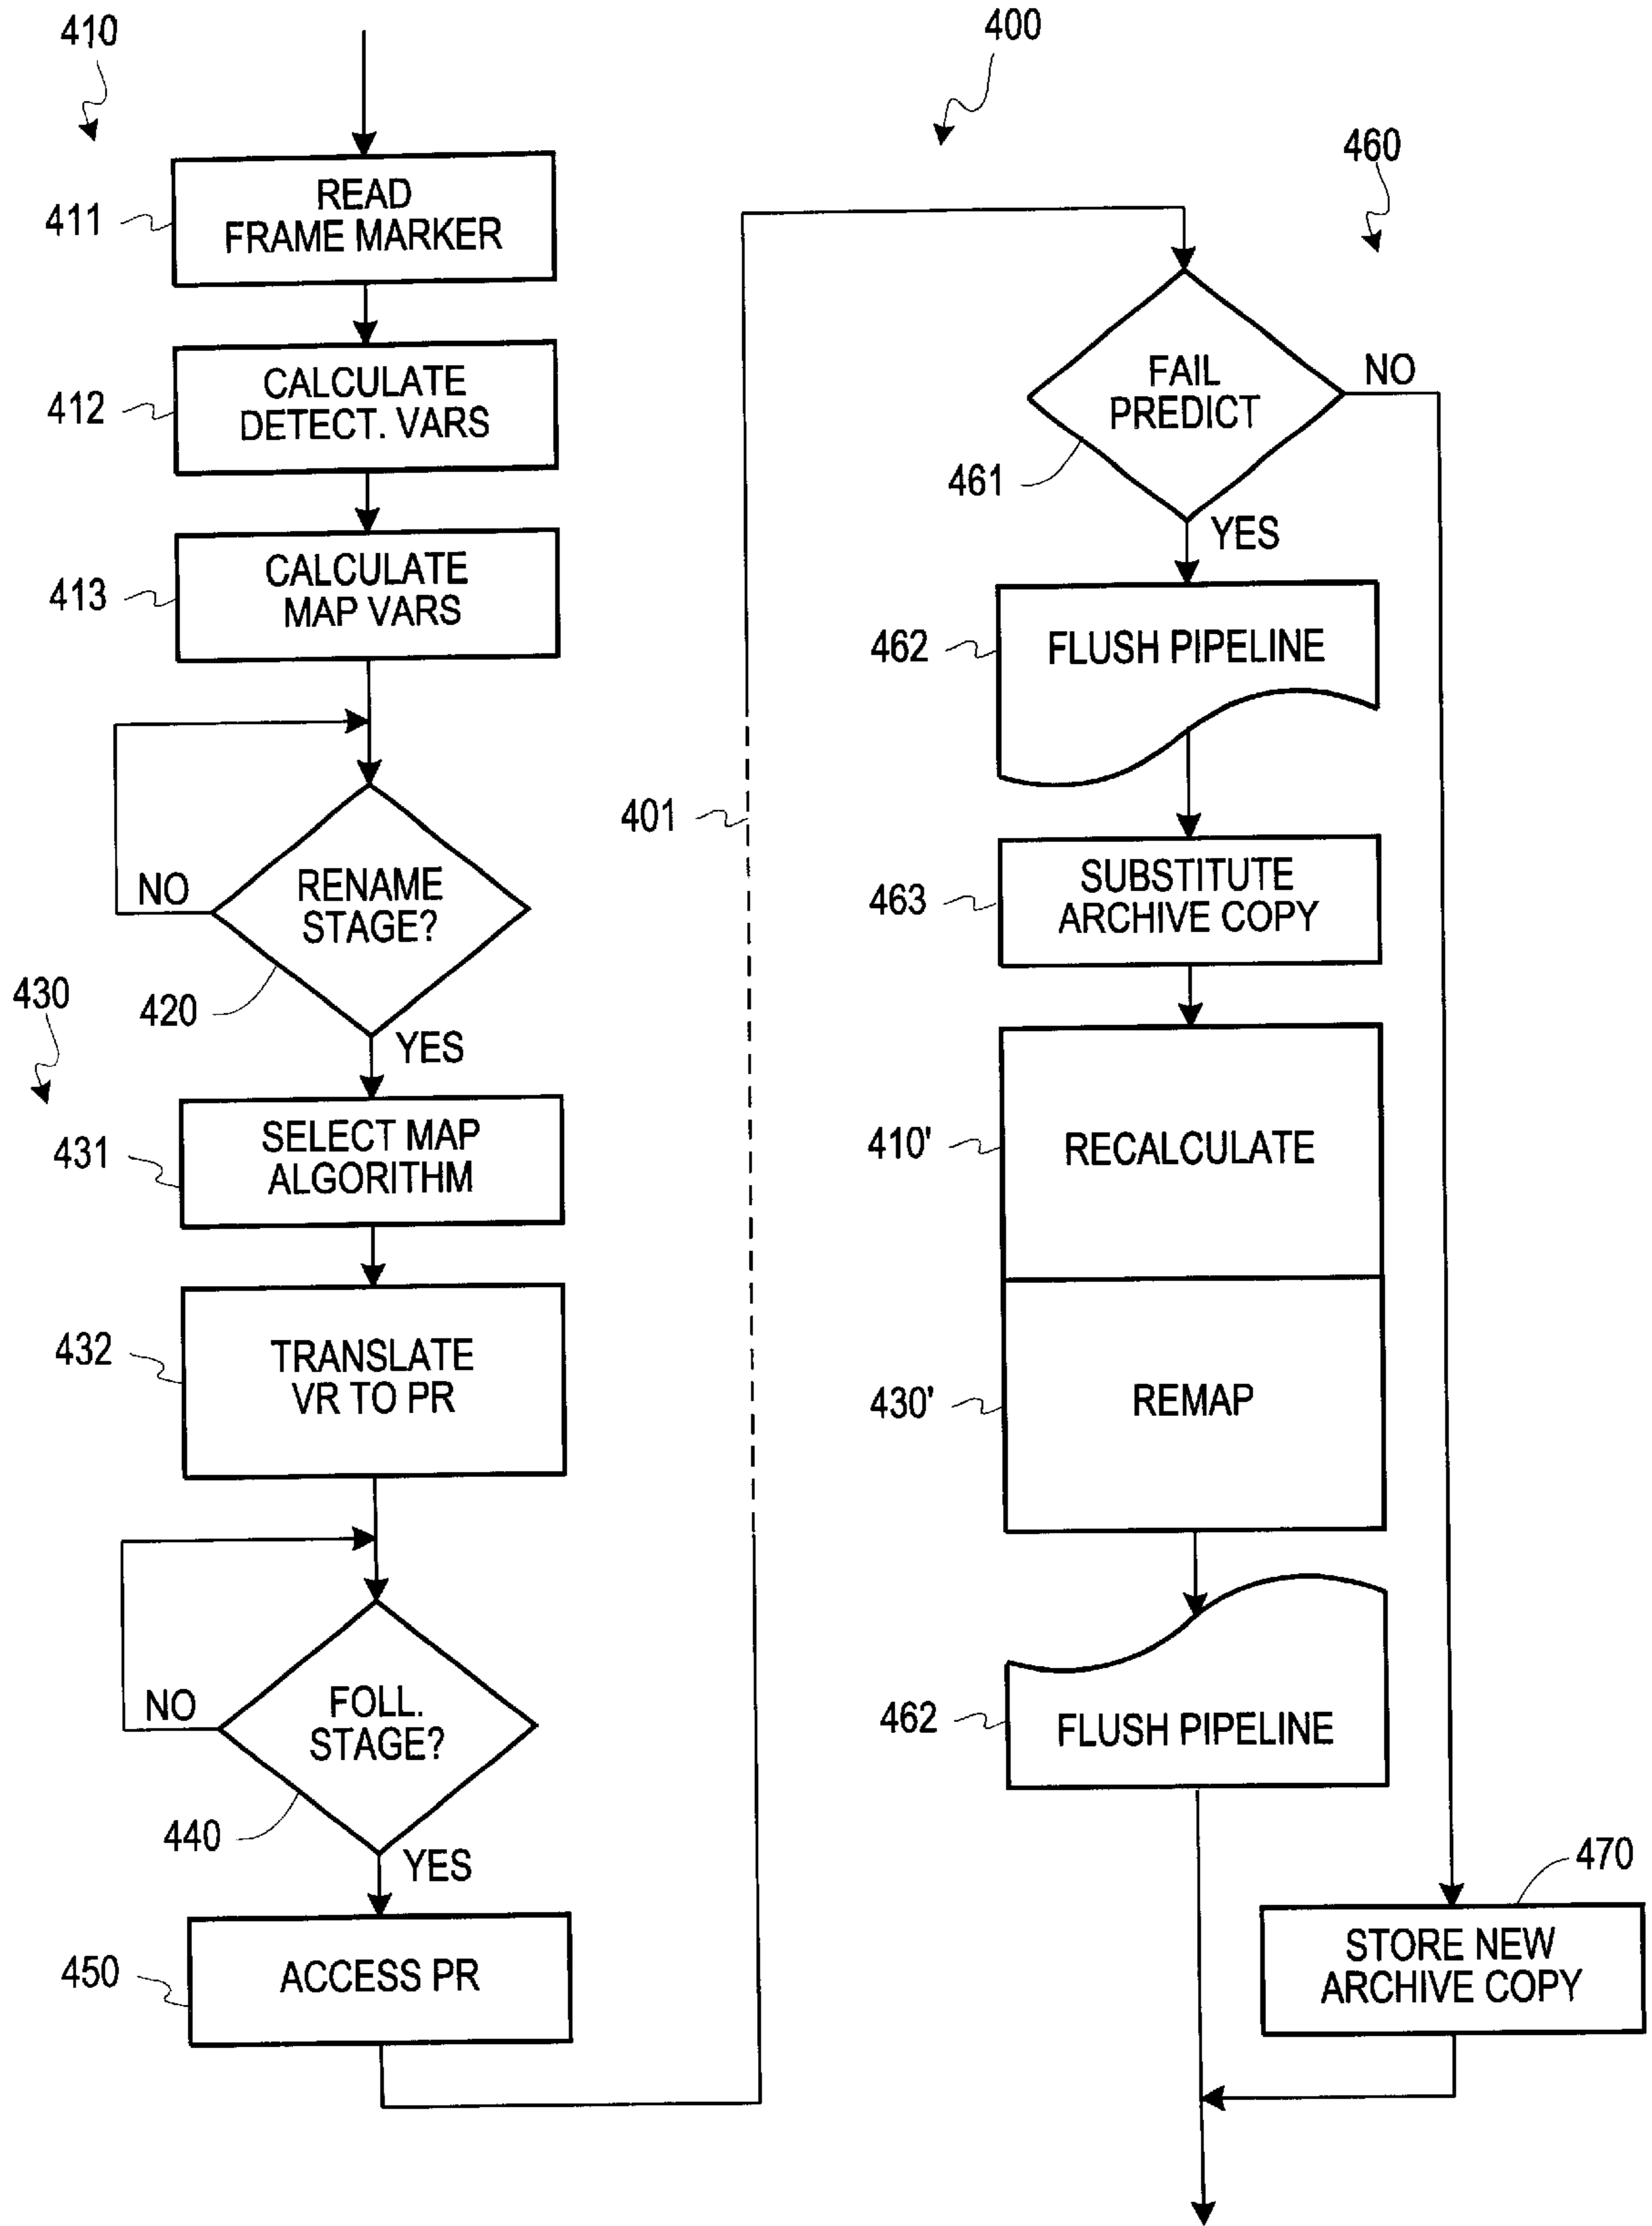 410
400
460
READ
FRAME MARKER
411
CALCULATE
DETECT. VARS
412
CALCULATE
MAP VARS
413
RENAME
STAGE?
NO
YES
420
430
SELECT MAP
ALGORITHM
431
TRANSLATE
VR TO PR
432
FOLL.
STAGE?
NO
YES
440
ACCESS PR
450
401
FAIL
PREDICT
NO
461
YES
FLUSH PIPELINE
462
SUBSTITUTE
ARCHIVE COPY
463
RECALCULATE
410'
REMAP
430'
FLUSH PIPELINE
462
470
STORE NEW
ARCHIVE COPY